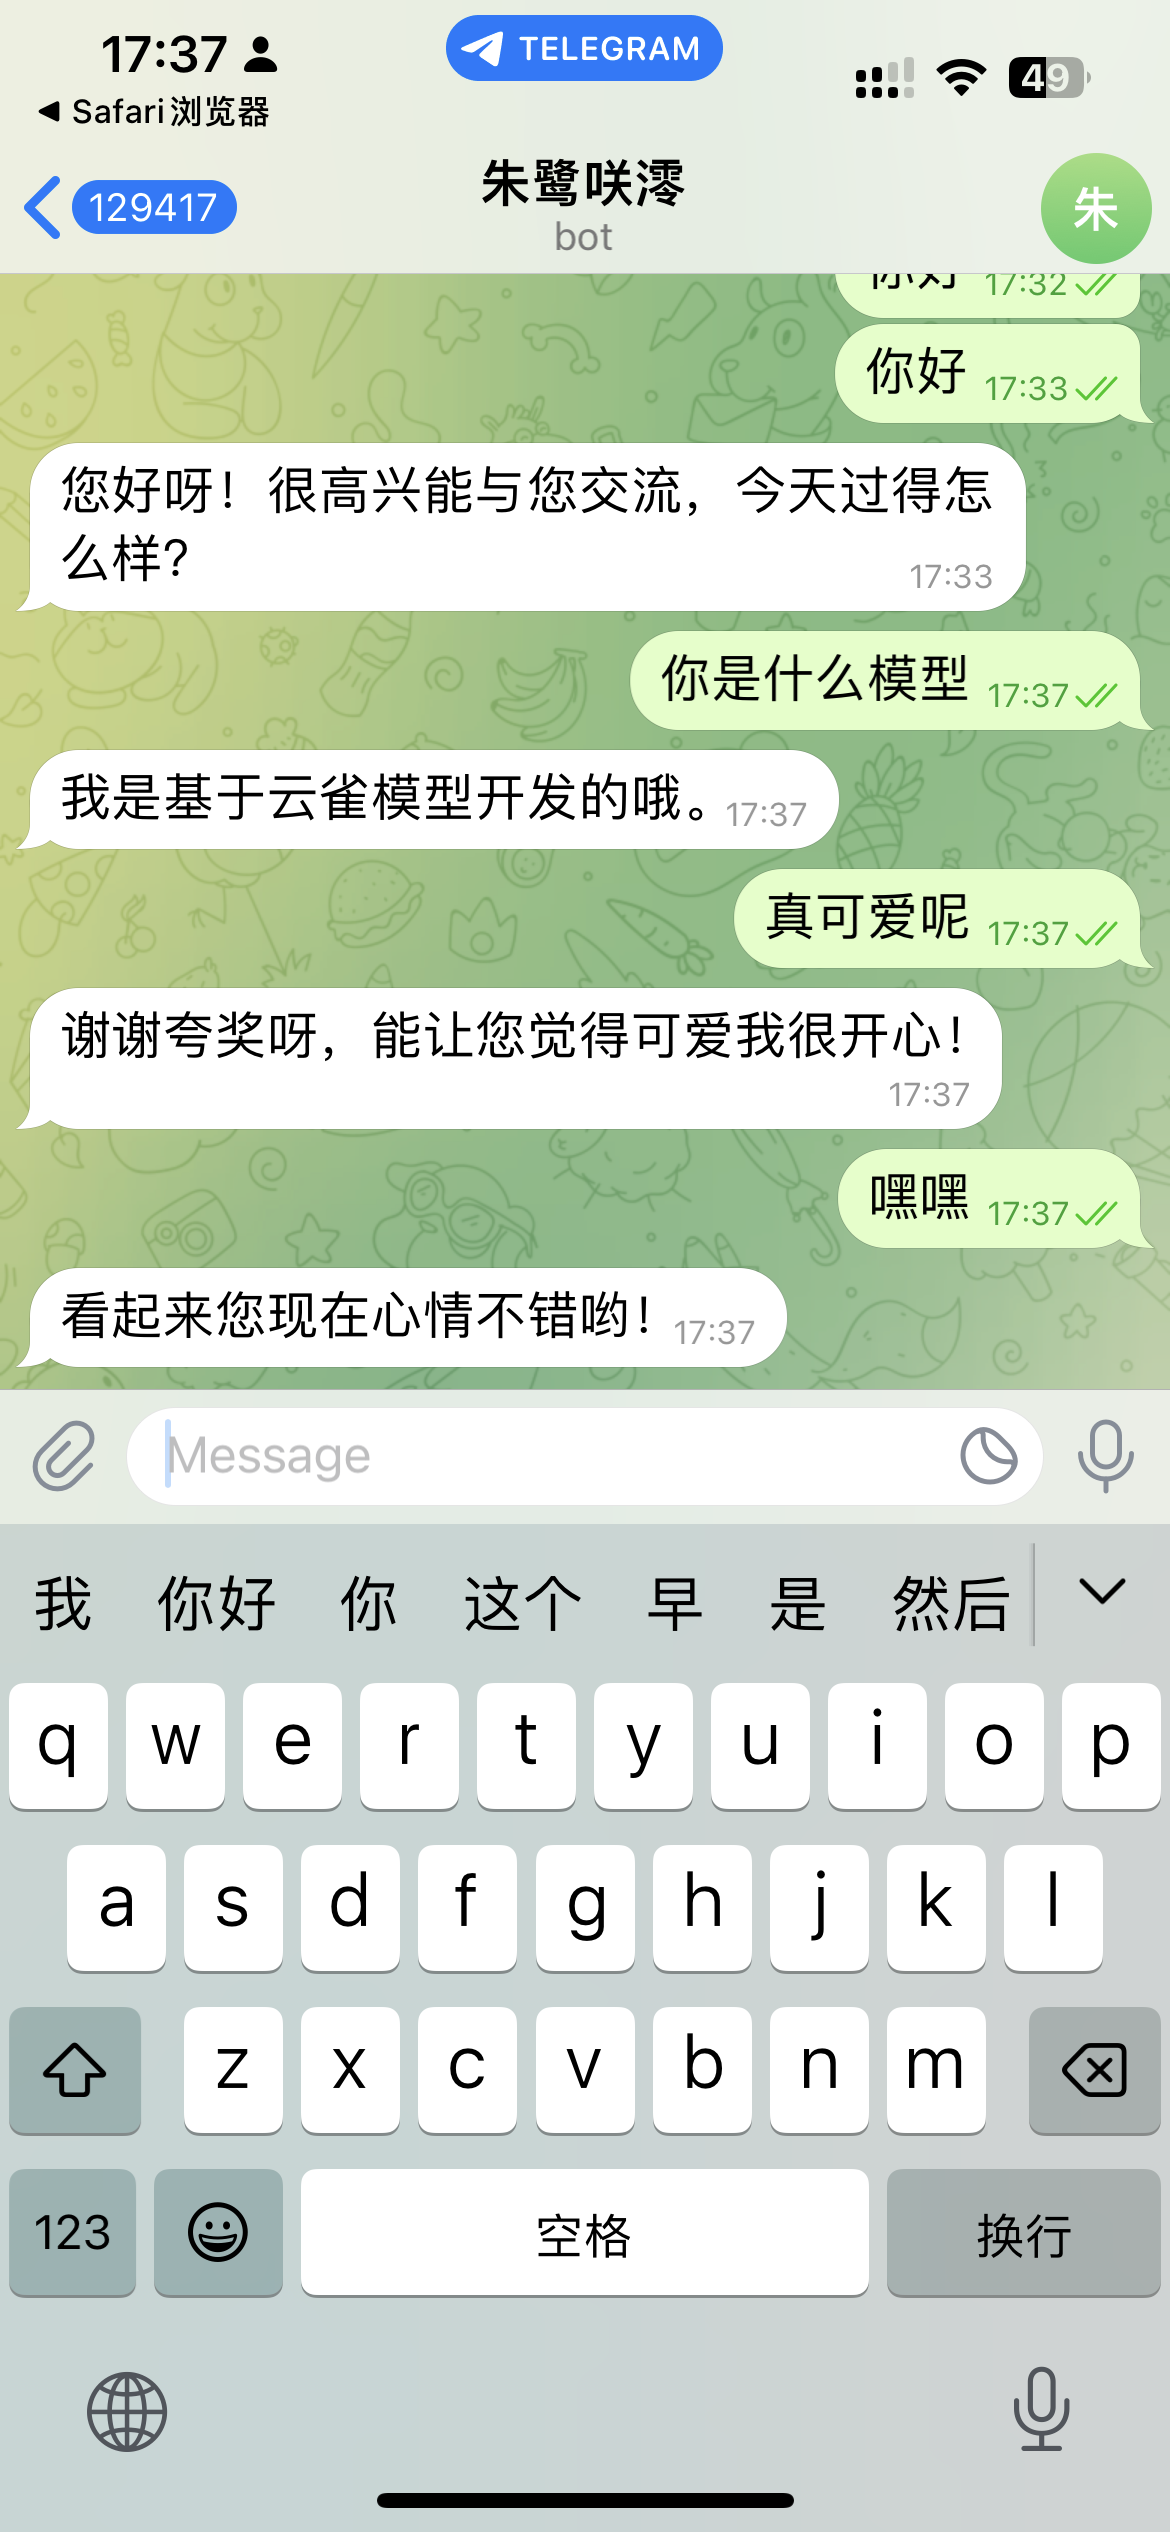 17:37
TELEGRAM
49
Safari浏览器
129417
朱鹭咲澪
bot
朱
你好 17:32
你好 17:33
您好呀！很高兴能与您交流，今天过得怎
么样？
17:33
你是什么模型 17:37
我是基于云雀模型开发的哦。17:37
真可爱呢 17:37
谢谢夸奖呀，能让您觉得可爱我很开心！
17:37
嘿嘿 17:37
看起来您现在心情不错哟！17:37
Message
我 你好 你 这个 早 是 然后
q w e r t y u i o p
a s d f g h j k l
z x c v b n m
123 空格 换行